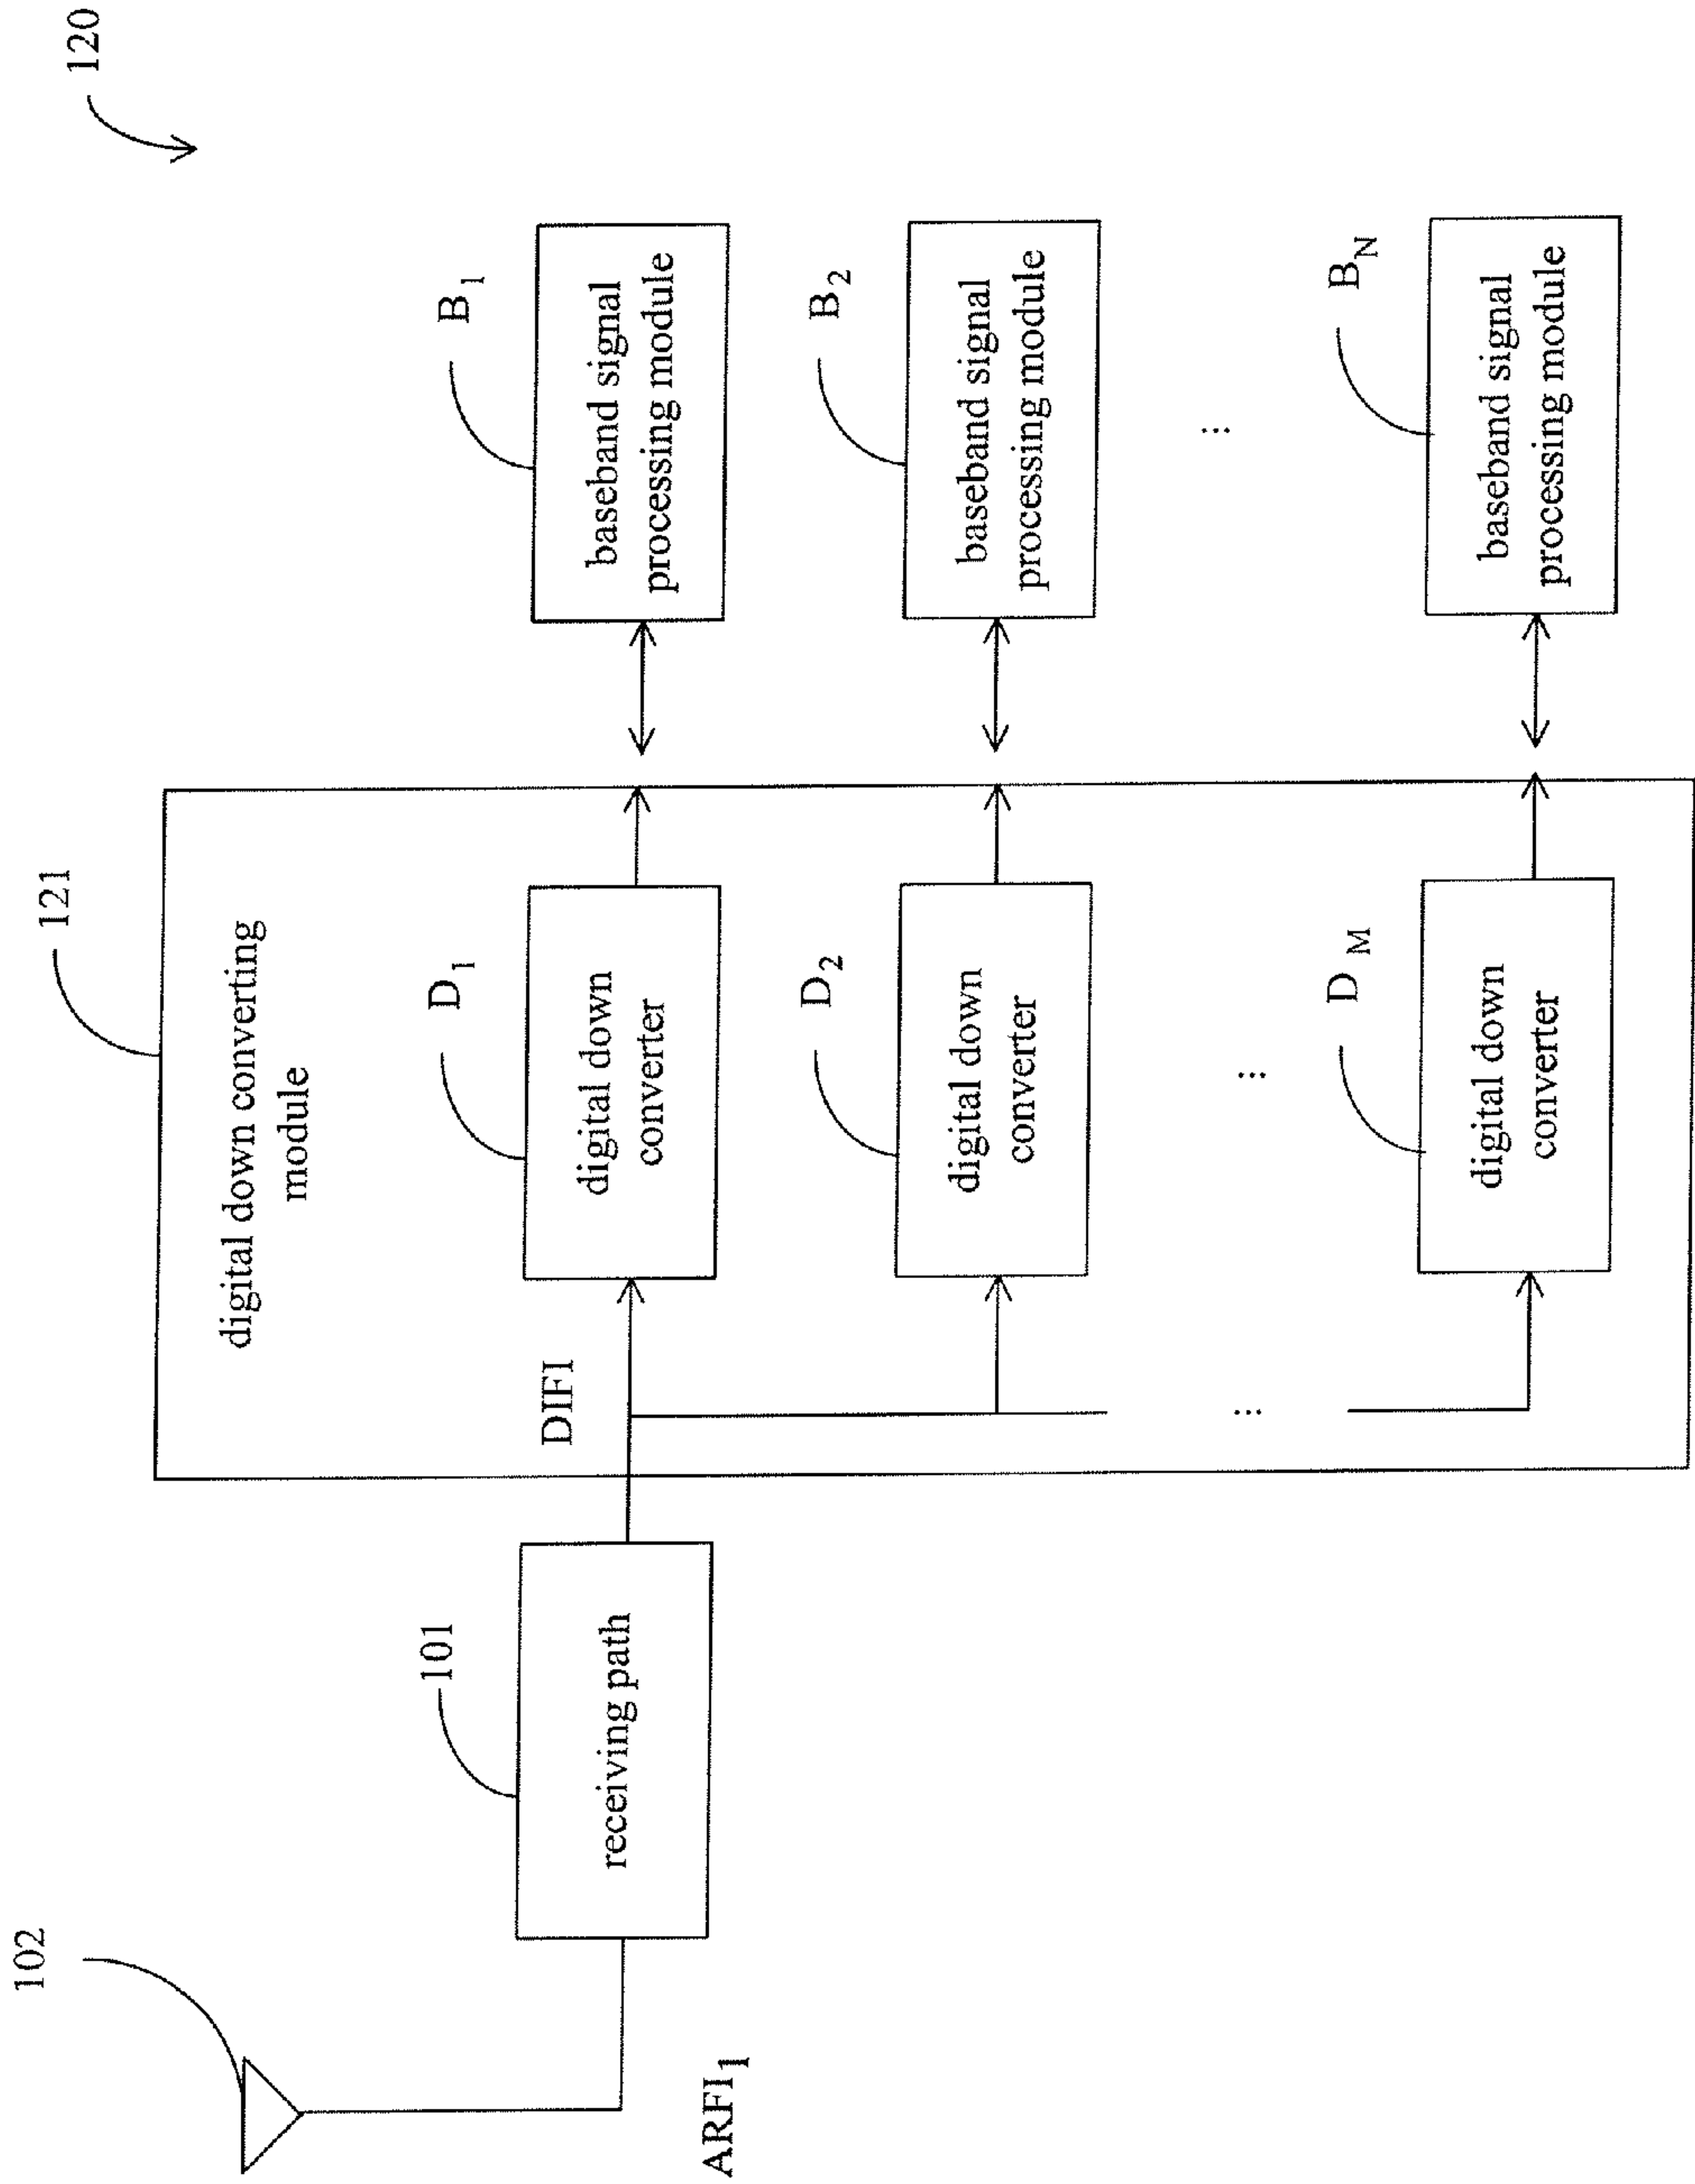 120
102
ARFI1
101
receiving path
121
digital down converting
module
DIFI
D1
digital down
converter
D2
digital down
converter
...
...
DM
digital down
converter
B1
baseband signal
processing module
B2
baseband signal
processing module
...
BN
baseband signal
processing module